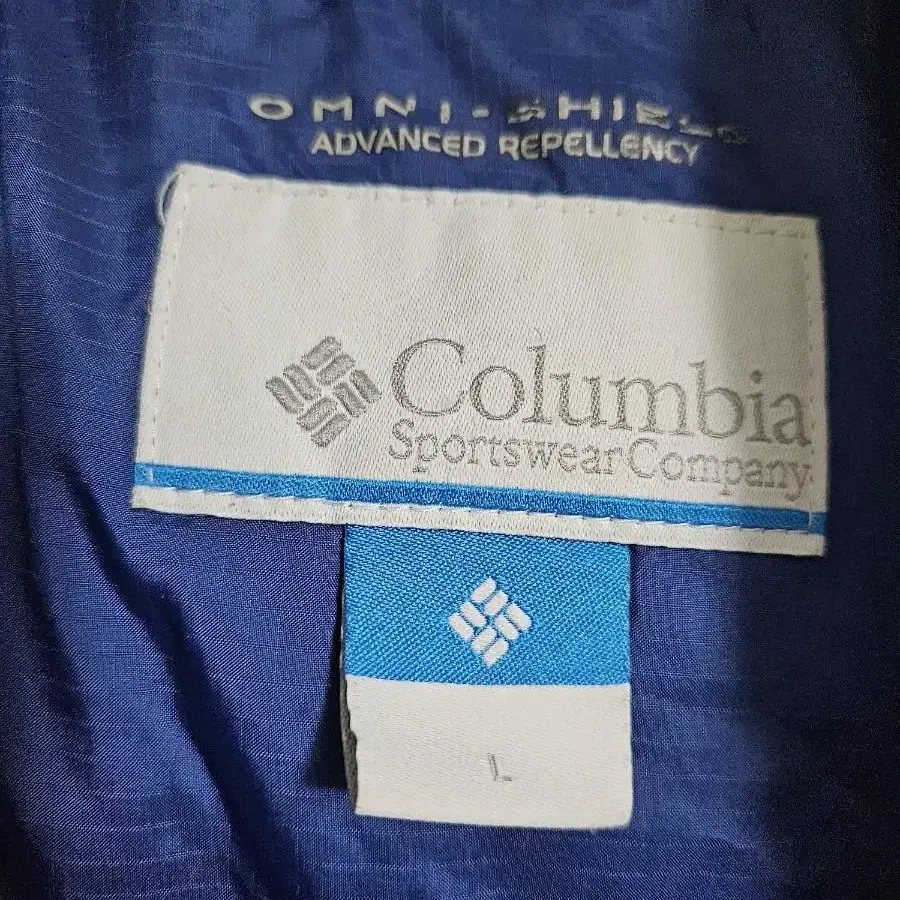 OMNI-SHIELD
ADVANCED REPELLENCY
Columbia
Sportswear Company
L